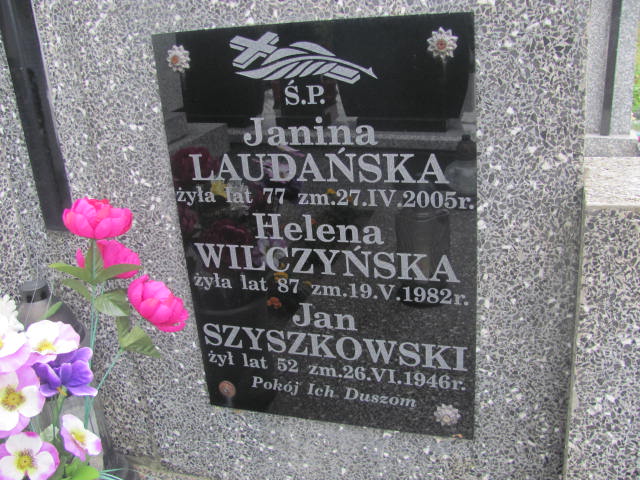 Ś.P.
Janina
LAUDAŃSKA
żyła lat 77 zm.27.IV.2005r.
Helena
WILCZYŃSKA
żyła lat 87 zm.19.V.1982r.
Jan
SZYSZKOWSKI
żył lat 52 zm.26.VI.1946r.
Pokój Ich Duszom